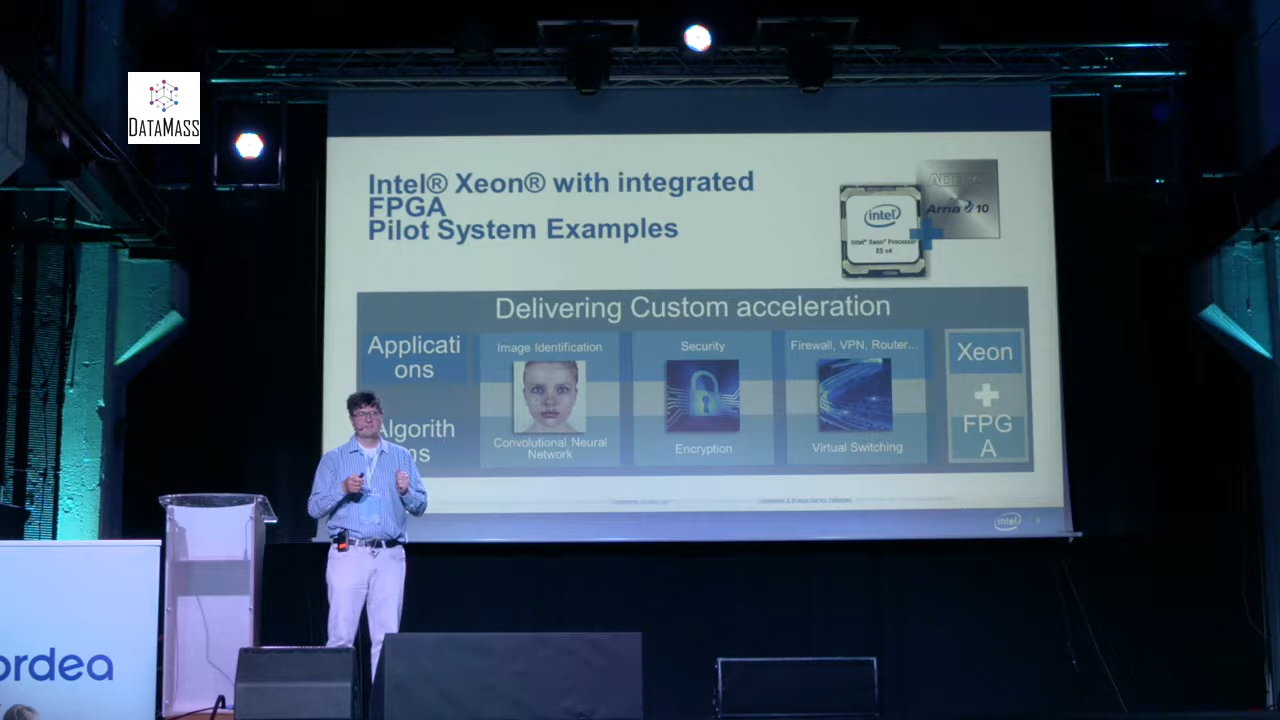 DATAMASS
Intel® Xeon® with integrated
FPGA
Pilot System Examples
ALTERA
Arria 10
intel
Intel® Xeon® Processor
E5 v4
Delivering Custom acceleration
Applicati
ons
Image Identification
Security
Firewall, VPN, Router...
Xeon
FPG
A
Algorith
ms
Convolutional Neural
Network
Encryption
Virtual Switching
intel
ordea